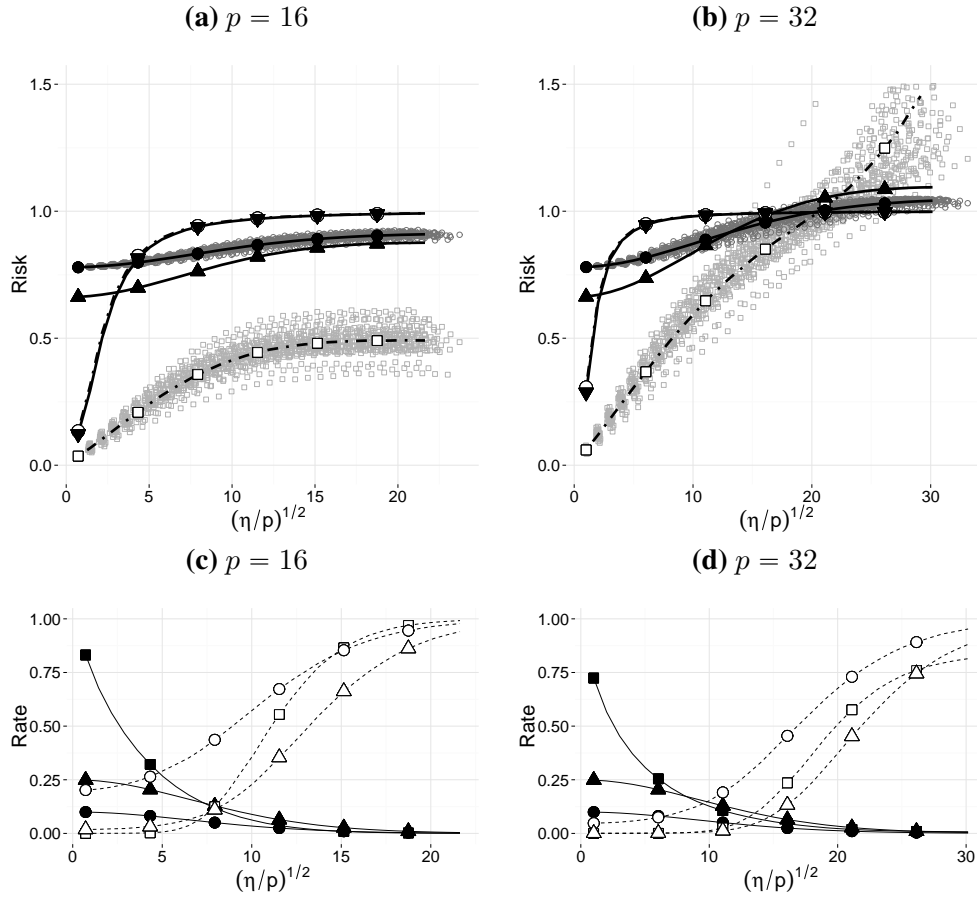 (a) p = 16
(b) p = 32
1.5
1.0
0.5
0.0
Risk
0 5 10 15 20
(η/p)^{1/2}
1.5
1.0
0.5
0.0
Risk
0 10 20 30
(η/p)^{1/2}
(c) p = 16
(d) p = 32
1.00
0.75
0.50
0.25
0.00
Rate
0 5 10 15 20
(η/p)^{1/2}
1.00
0.75
0.50
0.25
0.00
Rate
0 10 20 30
(η/p)^{1/2}